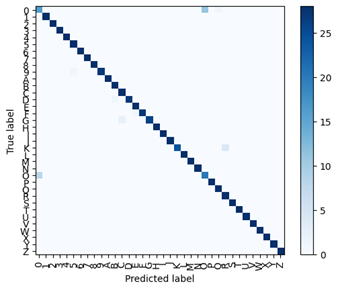 0
1
2
3
4
5
6
7
8
9
A
B
C
D
E
F
G
H
I
J
K
L
M
N
O
P
Q
R
S
T
U
V
W
X
Y
Z
True label
0 1 2 3 4 5 6 7 8 9 A B C D E F G H I J K L M N O P Q R S T U V W X Y Z
Predicted label
25
20
15
10
5
0